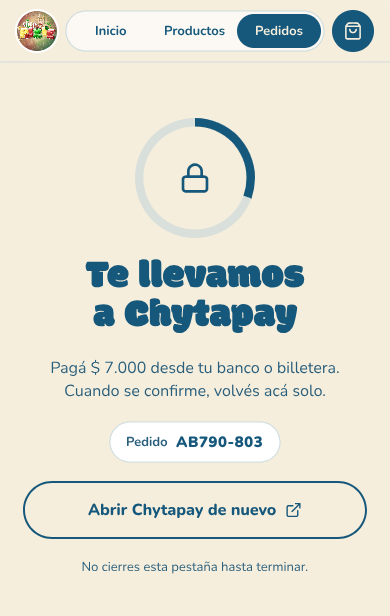 Inicio
Productos
Pedidos
Te llevamos
a Chytapay
Pagá $ 7.000 desde tu banco o billetera.
Cuando se confirme, volvés acá solo.
Pedido AB790-803
Abrir Chytapay de nuevo
No cierres esta pestaña hasta terminar.